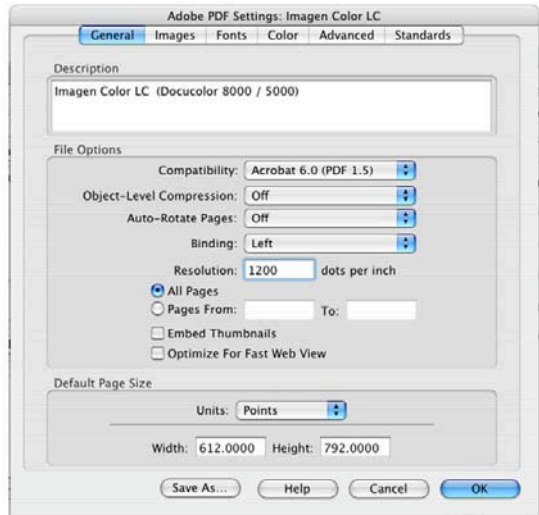 Adobe PDF Settings: Imagen Color LC
General Images Fonts Color Advanced Standards
Description
Imagen Color LC (Docucolor 8000 / 5000)
File Options
Compatibility: Acrobat 6.0 (PDF 1.5)
Object-Level Compression: Off
Auto-Rotate Pages: Off
Binding: Left
Resolution: 1200 dots per inch
All Pages
Pages From: To:
Embed Thumbnails
Optimize For Fast Web View
Default Page Size
Units: Points
Width: 612.0000 Height: 792.0000
Save As... Help Cancel OK